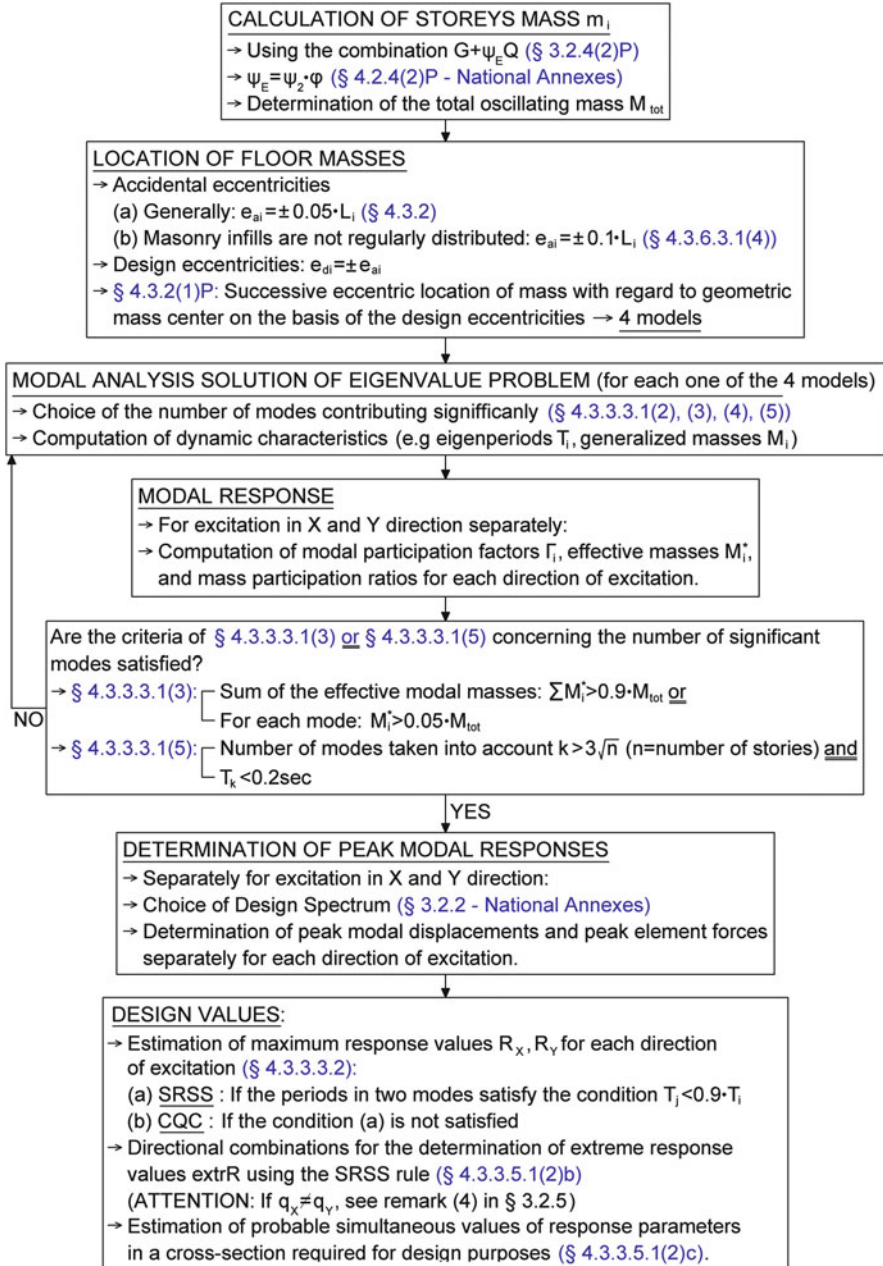 CALCULATION OF STOREYS MASS m i
→ Using the combination G+ψEQ (§ 3.2.4(2)P)
→ ψE=ψ2·φ (§ 4.2.4(2)P - National Annexes)
→ Determination of the total oscillating mass M tot
LOCATION OF FLOOR MASSES
→ Accidental eccentricities
(a) Generally: eai=±0.05·Li (§ 4.3.2)
(b) Masonry infills are not regularly distributed: eai=±0.1·Li (§ 4.3.6.3.1(4))
→ Design eccentricities: edi=±eai
→ § 4.3.2(1)P: Successive eccentric location of mass with regard to geometric
mass center on the basis of the design eccentricities → 4 models
MODAL ANALYSIS SOLUTION OF EIGENVALUE PROBLEM (for each one of the 4 models)
→ Choice of the number of modes contributing significanly (§ 4.3.3.3.1(2), (3), (4), (5))
→ Computation of dynamic characteristics (e.g eigenperiods Ti, generalized masses Mi)
MODAL RESPONSE
→ For excitation in X and Y direction separately:
→ Computation of modal participation factors Γi, effective masses Mi*,
and mass participation ratios for each direction of excitation.
Are the criteria of § 4.3.3.3.1(3) or § 4.3.3.3.1(5) concerning the number of significant
modes satisfied?
→ § 4.3.3.3.1(3): Sum of the effective modal masses: ∑Mi*>0.9·Mtot or
NO
For each mode: Mi*>0.05·Mtot
→ § 4.3.3.3.1(5): Number of modes taken into account k>3√n (n=number of stories) and
Tk<0.2sec
YES
DETERMINATION OF PEAK MODAL RESPONSES
→ Separately for excitation in X and Y direction:
→ Choice of Design Spectrum (§ 3.2.2 - National Annexes)
→ Determination of peak modal displacements and peak element forces
separately for each direction of excitation.
DESIGN VALUES:
→ Estimation of maximum response values RX, RY for each direction
of excitation (§ 4.3.3.3.2):
(a) SRSS : If the periods in two modes satisfy the condition Tj<0.9·Ti
(b) CQC : If the condition (a) is not satisfied
→ Directional combinations for the determination of extreme response
values extrR using the SRSS rule (§ 4.3.3.5.1(2)b)
(ATTENTION: If qX≠qY, see remark (4) in § 3.2.5)
→ Estimation of probable simultaneous values of response parameters
in a cross-section required for design purposes (§ 4.3.3.5.1(2)c).